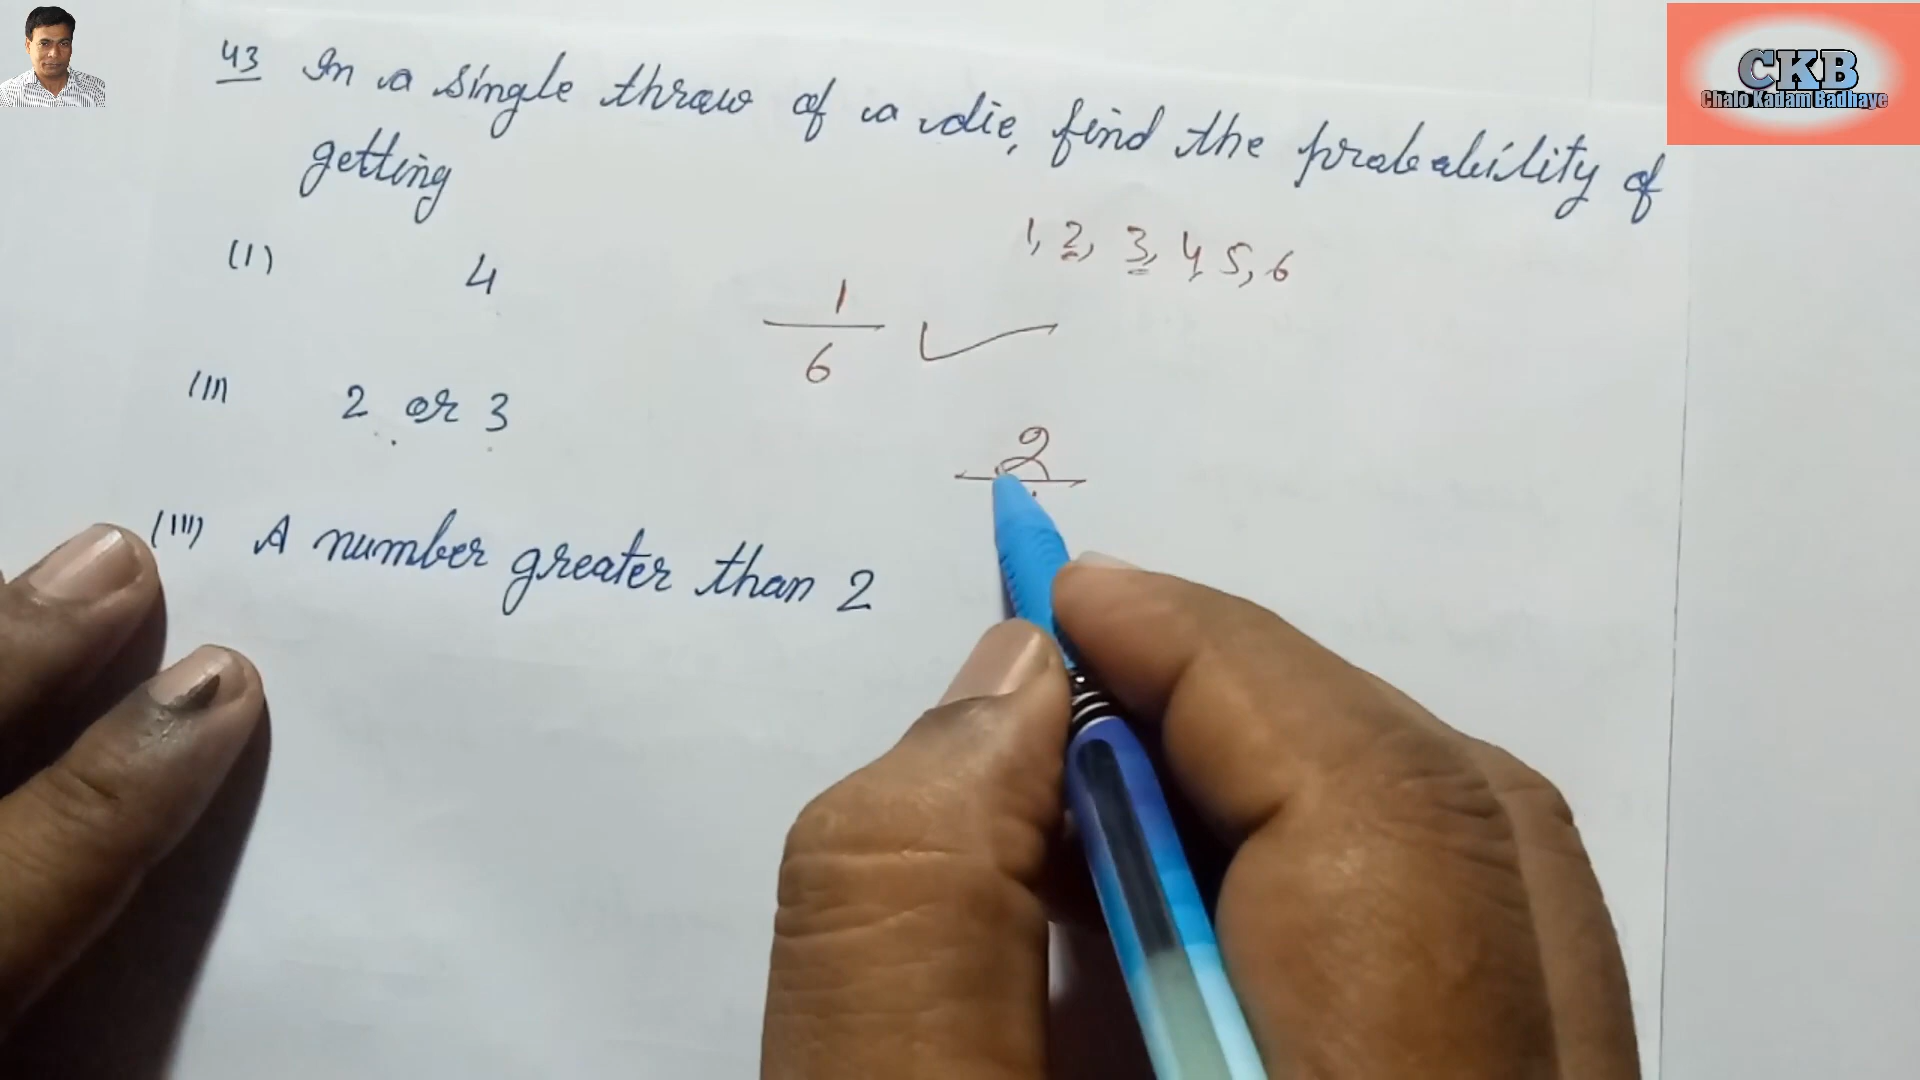 43 In a single throw of a die, find the probability of
getting
1, 2, 3, 4, 5, 6
(I) 4
1
6
(II) 2 or 3
2
(III) A number greater than 2
CKB
Chalo Kadam Badhaye